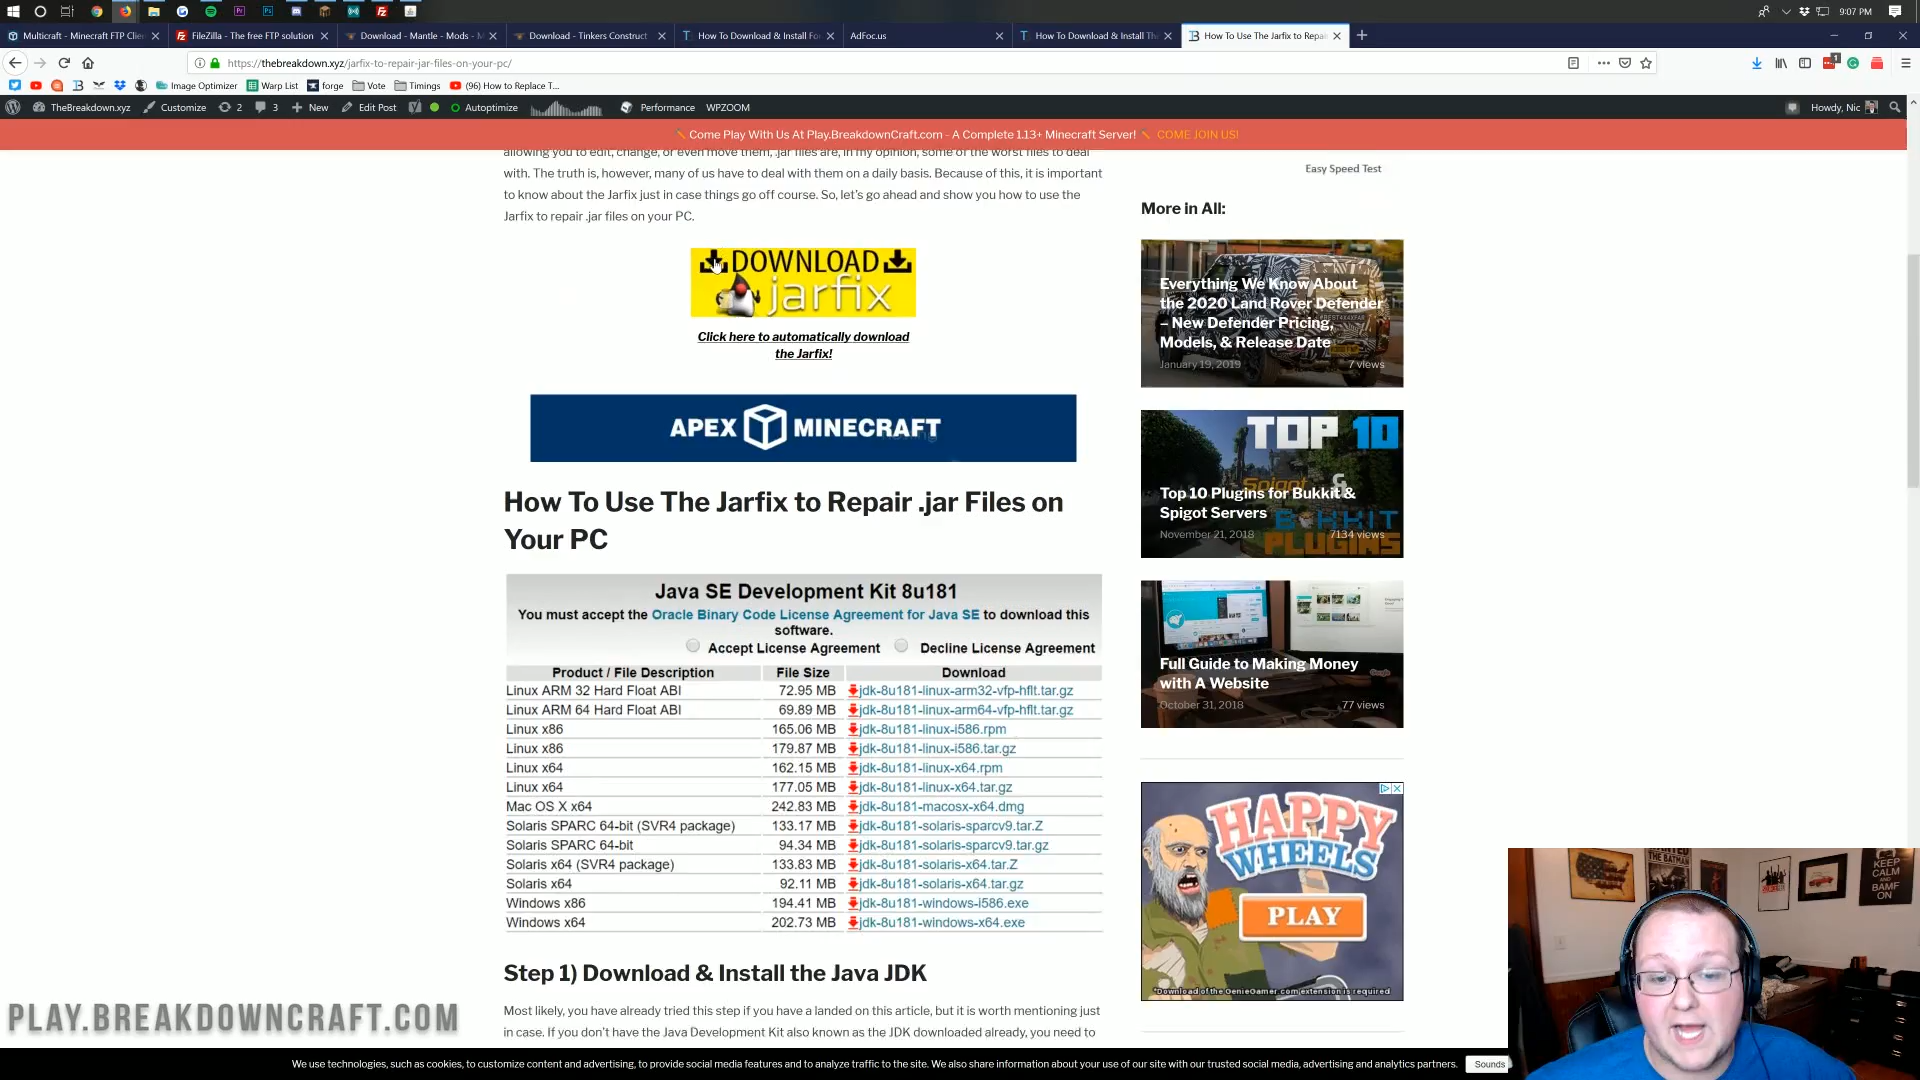 9:07 PM
Multicraft - Minecraft FTP Clie
FileZilla - The free FTP solution
Download - Mantle - Mods - M
Download - Tinkers Construct
How To Download & Install Fo
AdFoc.us
How To Download & Install Th
How To Use The Jarfix to Repai
https://thebreakdown.xyz/jarfix-to-repair-jar-files-on-your-pc/
Image Optimizer
Warp List
forge
Vote
Timings
(96) How to Replace T...
TheBreakdown.xyz
Customize
2
3
New
Edit Post
Autoptimize
Performance
WPZOOM
Howdy, Nic
Come Play With Us At Play.BreakdownCraft.com - A Complete 1.13+ Minecraft Server!
COME JOIN US!
allowing you to edit, change, or even move them, .jar files are, in my opinion, some of the worst files to deal
with. The truth is, however, many of us have to deal with them on a daily basis. Because of this, it is important
to know about the Jarfix just in case things go off course. So, let's go ahead and show you how to use the
Jarfix to repair .jar files on your PC.
DOWNLOAD
jarfix
Click here to automatically download
the Jarfix!
APEX MINECRAFT
How To Use The Jarfix to Repair .jar Files on
Your PC
Java SE Development Kit 8u181
You must accept the Oracle Binary Code License Agreement for Java SE to download this
software.
Accept License Agreement
Decline License Agreement
Product / File Description File Size Download
Linux ARM 32 Hard Float ABI 72.95 MB jdk-8u181-linux-arm32-vfp-hflt.tar.gz
Linux ARM 64 Hard Float ABI 69.89 MB jdk-8u181-linux-arm64-vfp-hflt.tar.gz
Linux x86 165.06 MB jdk-8u181-linux-i586.rpm
Linux x86 179.87 MB jdk-8u181-linux-i586.tar.gz
Linux x64 162.15 MB jdk-8u181-linux-x64.rpm
Linux x64 177.05 MB jdk-8u181-linux-x64.tar.gz
Mac OS X x64 242.83 MB jdk-8u181-macosx-x64.dmg
Solaris SPARC 64-bit (SVR4 package) 133.17 MB jdk-8u181-solaris-sparcv9.tar.Z
Solaris SPARC 64-bit 94.34 MB jdk-8u181-solaris-sparcv9.tar.gz
Solaris x64 (SVR4 package) 133.83 MB jdk-8u181-solaris-x64.tar.Z
Solaris x64 92.11 MB jdk-8u181-solaris-x64.tar.gz
Windows x86 194.41 MB jdk-8u181-windows-i586.exe
Windows x64 202.73 MB jdk-8u181-windows-x64.exe
Step 1) Download & Install the Java JDK
Most likely, you have already tried this step if you have a landed on this article, but it is worth mentioning just
in case. If you don't have the Java Development Kit also known as the JDK downloaded already, you need to
Easy Speed Test
More in All:
Everything We Know About
the 2020 Land Rover Defender
– New Defender Pricing,
Models, & Release Date
January 19, 2019
7 views
TOP 10
Spigot &
BUKKIT
PLUGINS
Top 10 Plugins for Bukkit &
Spigot Servers
November 21, 2018
7134 views
Full Guide to Making Money
with A Website
October 31, 2018
77 views
HAPPY
WHEELS
PLAY
*Download of the GenieGamer.com extension is required
KEEP
CALM
AND
BAMF
ON
THE BATMAN
PLAY.BREAKDOWNCRAFT.COM
We use technologies, such as cookies, to customize content and advertising, to provide social media features and to analyze traffic to the site. We also share information about your use of our site with our trusted social media, advertising and analytics partners.
Sounds